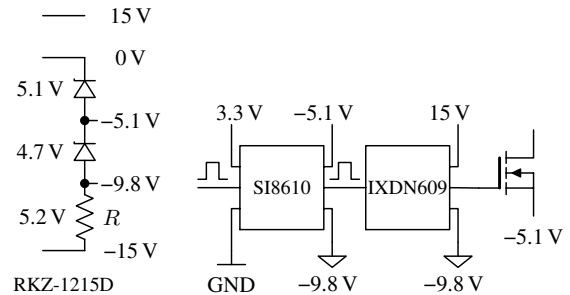 15 V
0 V
5.1 V
−5.1 V
4.7 V
−9.8 V
5.2 V R
−15 V
RKZ-1215D
3.3 V −5.1 V 15 V
SI8610 IXDN609
−5.1 V
GND −9.8 V −9.8 V